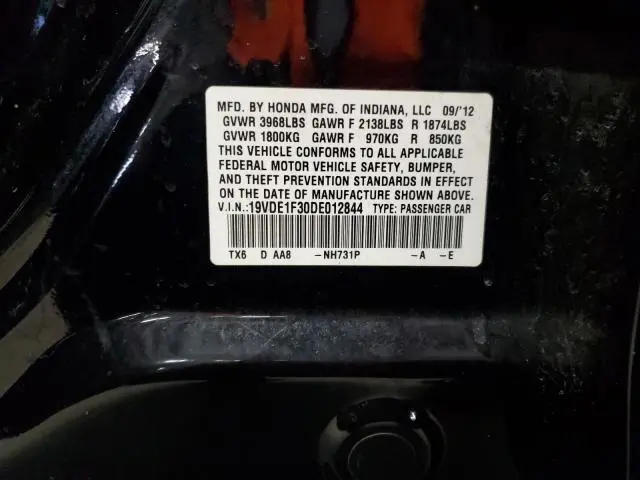 MFD. BY HONDA MFG. OF INDIANA, LLC 09/'12
GVWR 3968LBS GAWR F 2138LBS R 1874LBS
GVWR 1800KG GAWR F 970KG R 850KG
THIS VEHICLE CONFORMS TO ALL APPLICABLE
FEDERAL MOTOR VEHICLE SAFETY, BUMPER,
AND THEFT PREVENTION STANDARDS IN EFFECT
ON THE DATE OF MANUFACTURE SHOWN ABOVE.
V.I.N.:19VDE1F30DE012844 TYPE: PASSENGER CAR
TX6 D AA8 -NH731P -A -E